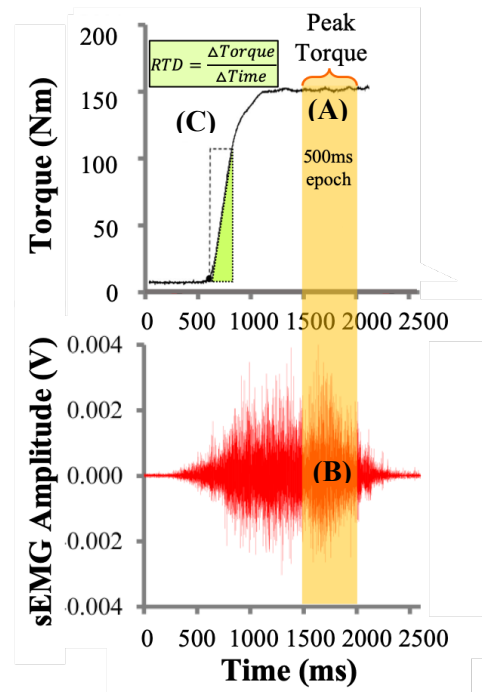 Peak
Torque
RTD = ΔTorque
ΔTime
200
150
100
50
0
Torque (Nm)
(C)
(A)
500ms
epoch
0 500 1000 1500 2000 2500
0.004
0.002
0.000
0.002
0.004
sEMG Amplitude (V)
(B)
0 500 1000 1500 2000 2500
Time (ms)